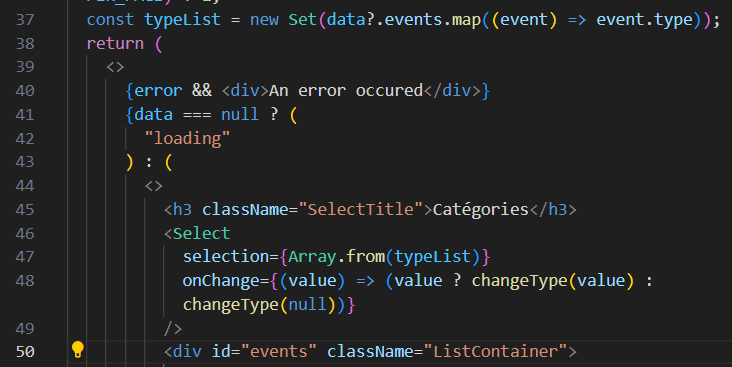 37 const typeList = new Set(data?.events.map((event) => event.type));
38 return (
39 <>
40 {error && <div>An error occured</div>}
41 {data === null ? (
42 "loading"
43 ) : (
44 <>
45 <h3 className="SelectTitle">Catégories</h3>
46 <Select
47 selection={Array.from(typeList)}
48 onChange={(value) => (value ? changeType(value) :
changeType(null))}
49 />
50 <div id="events" className="ListContainer">